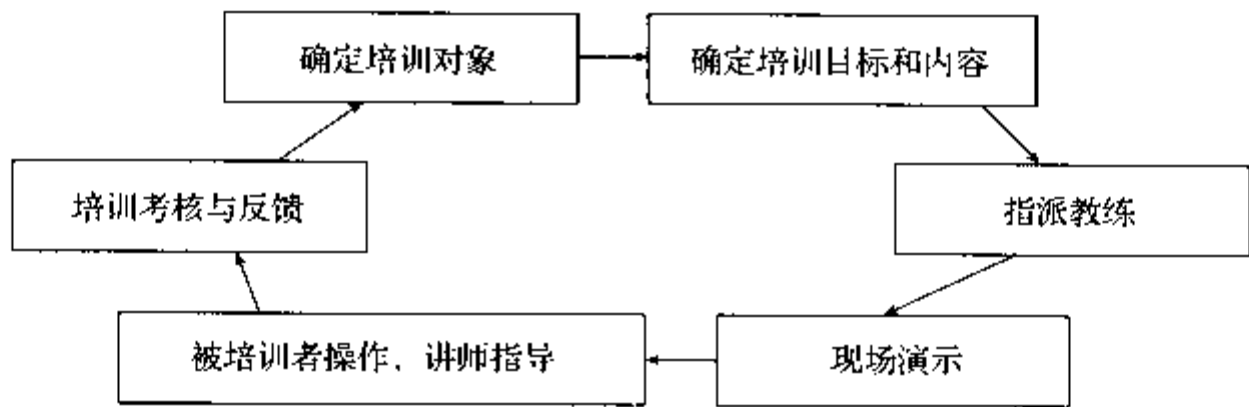 确定培训对象
确定培训目标和内容
培训考核与反馈
指派教练
被培训者操作、讲师指导
现场演示